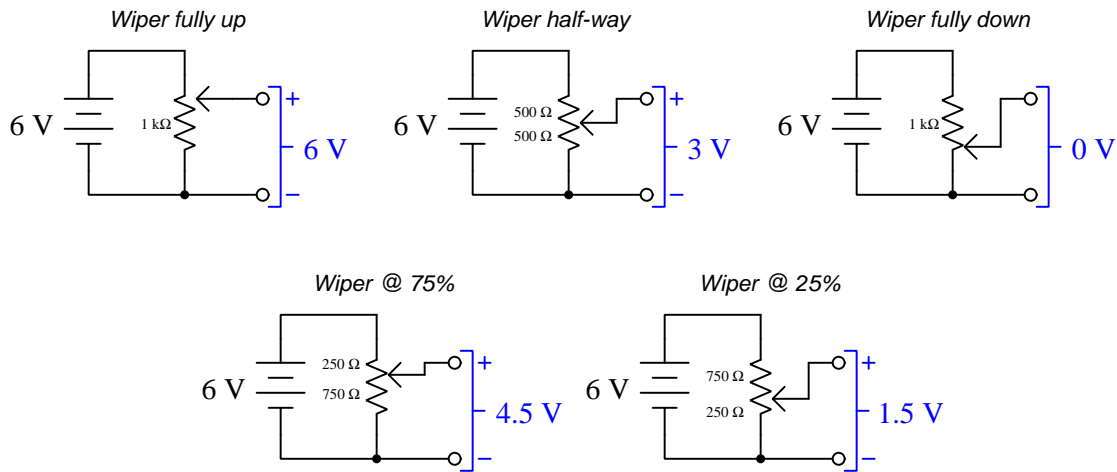 Wiper fully up
6 V
1 kΩ
+
6 V
−
Wiper half-way
6 V
500 Ω
500 Ω
+
3 V
−
Wiper fully down
6 V
1 kΩ
+
0 V
−
Wiper @ 75%
6 V
250 Ω
750 Ω
+
4.5 V
−
Wiper @ 25%
6 V
750 Ω
250 Ω
+
1.5 V
−